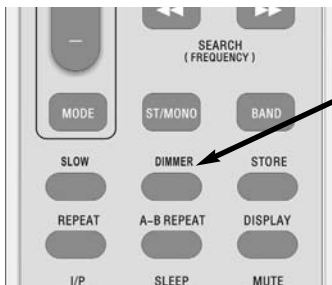 –
SEARCH
( FREQUENCY )
MODE ST/MONO BAND
SLOW DIMMER STORE
REPEAT A–B REPEAT DISPLAY
I/P SLEEP MUTE